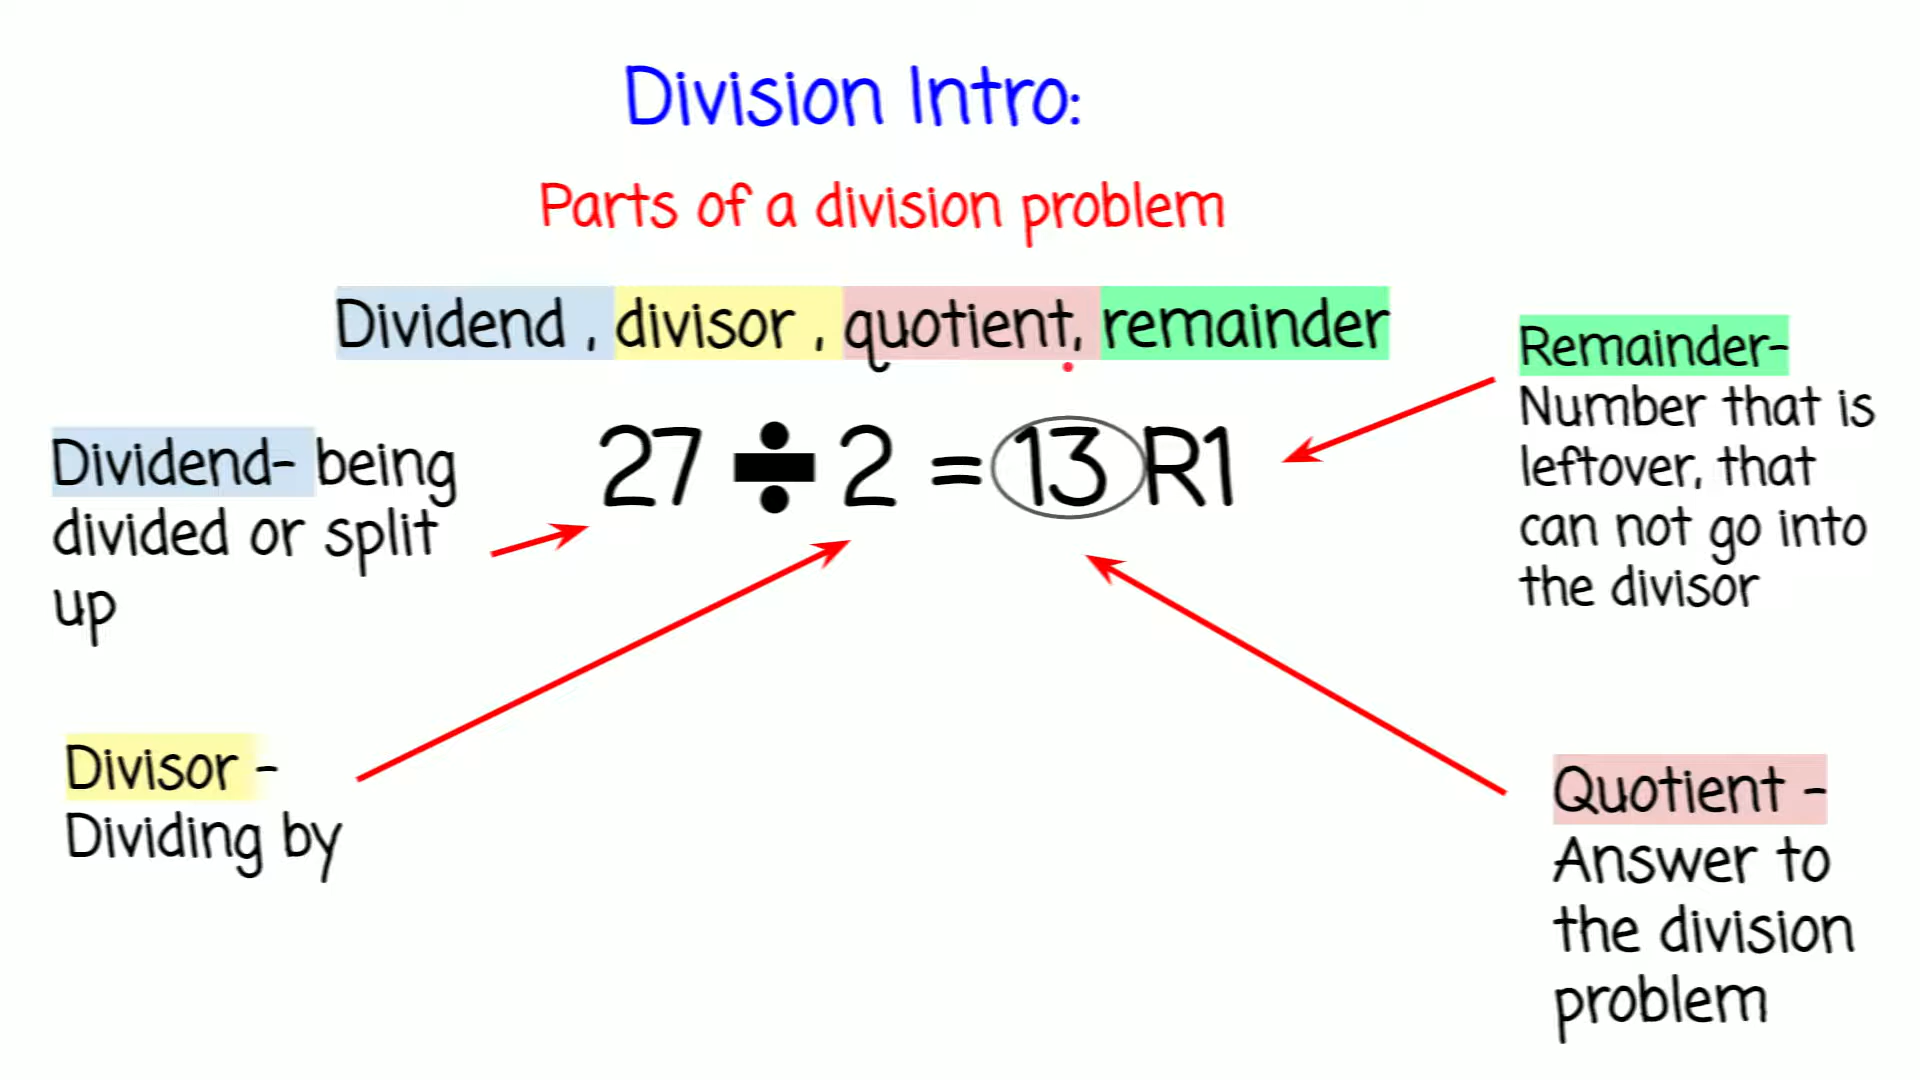 Division Intro:
Parts of a division problem
Dividend , divisor , quotient, remainder
27 ÷ 2 = 13 R1
Dividend- being
divided or split
up
Divisor -
Dividing by
Remainder-
Number that is
leftover, that
can not go into
the divisor
Quotient -
Answer to
the division
problem